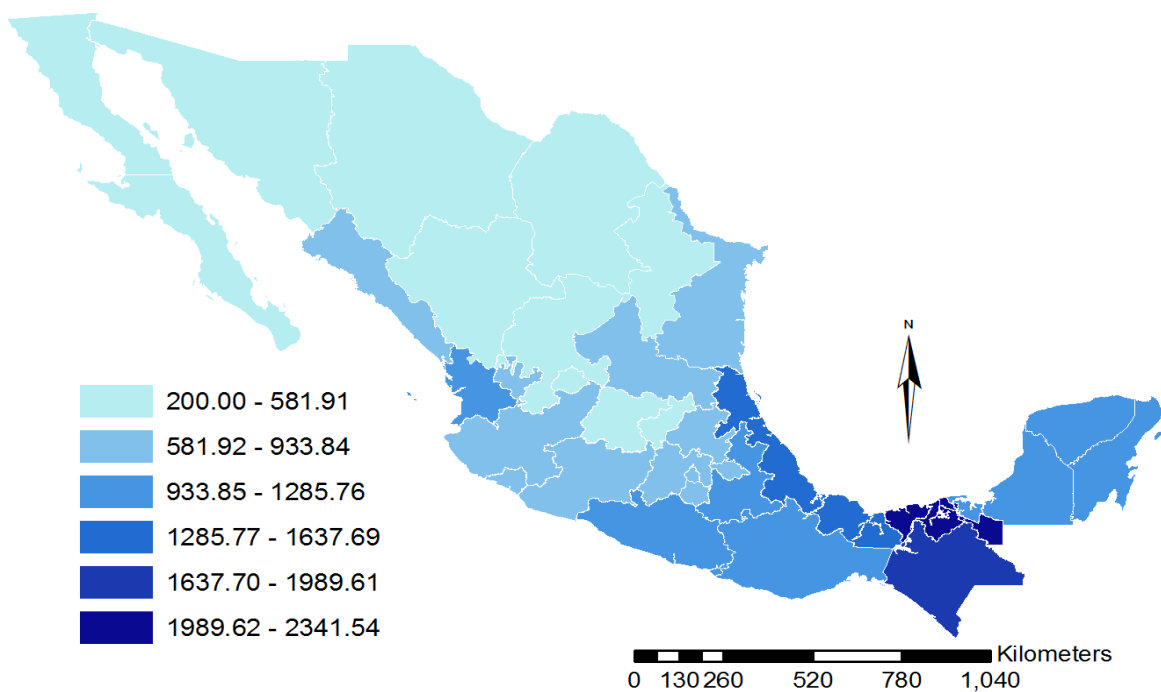 N
200.00 - 581.91
581.92 - 933.84
933.85 - 1285.76
1285.77 - 1637.69
1637.70 - 1989.61
1989.62 - 2341.54
Kilometers
0 130 260 520 780 1,040